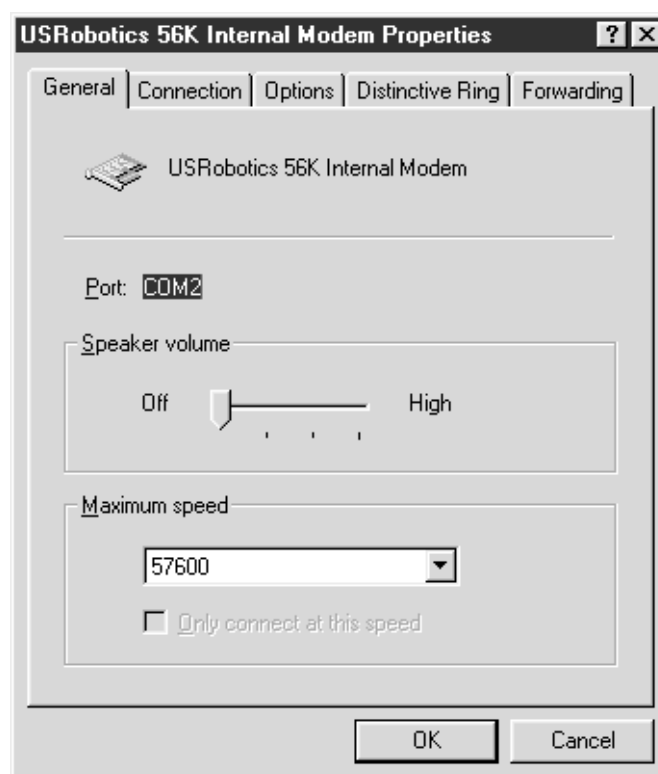 USRobotics 56K Internal Modem Properties
General Connection Options Distinctive Ring Forwarding
USRobotics 56K Internal Modem
Port: COM2
Speaker volume
Off High
Maximum speed
57600
Only connect at this speed
OK Cancel